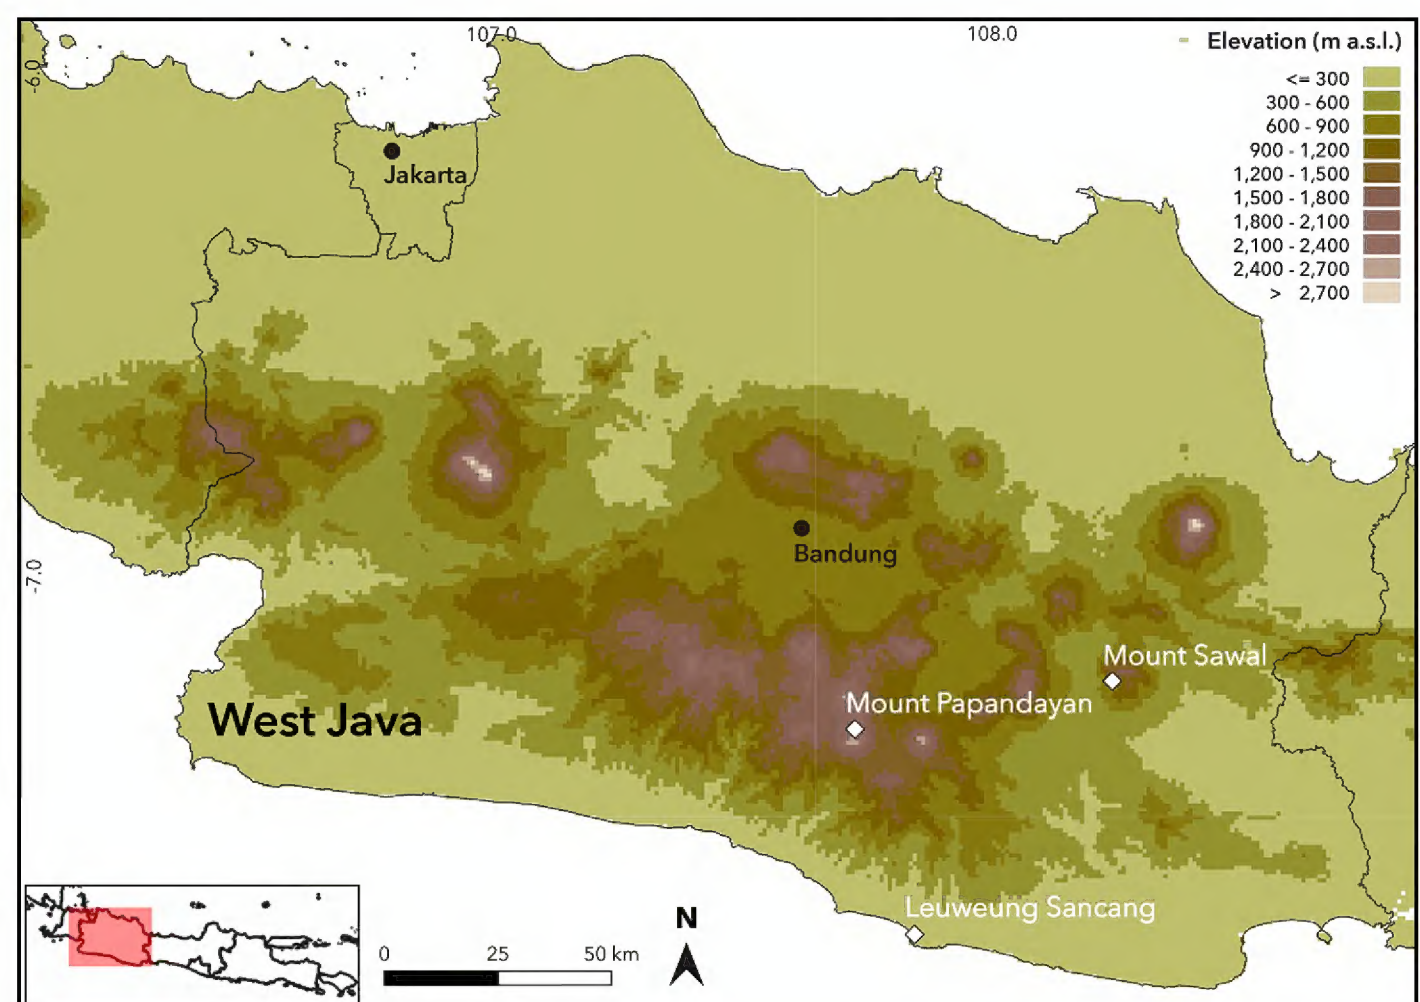 107.0
108.0
-6.0
Elevation (m a.s.l.)
<= 300
300 - 600
600 - 900
900 - 1,200
1,200 - 1,500
1,500 - 1,800
1,800 - 2,100
2,100 - 2,400
2,400 - 2,700
> 2,700
Jakarta
Bandung
-7.0
Mount Sawal
Mount Papandayan
West Java
Leuweung Sancang
N
0 25 50 km